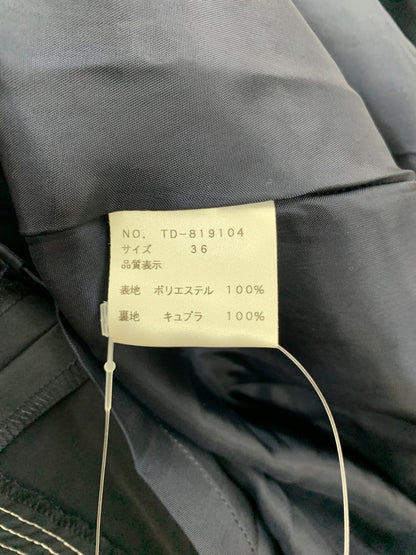 NO. TD-819104
サイズ 36
品質表示
表地 ポリエステル 100%
裏地 キュプラ 100%